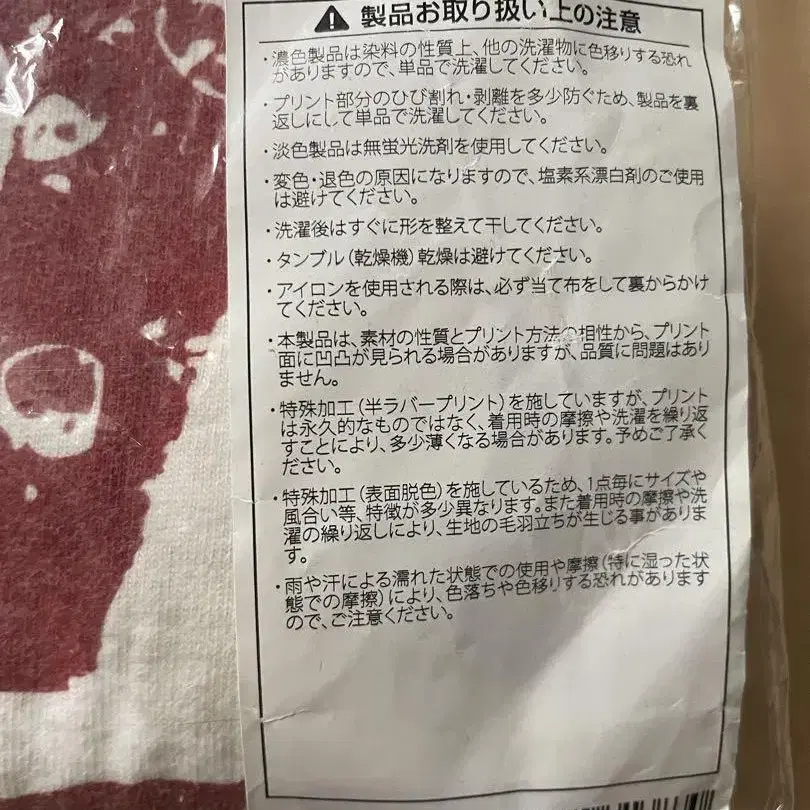 ⚠ 製品お取り扱い上の注意
・濃色製品は染料の性質上、他の洗濯物に色移りする恐れ
がありますので、単品で洗濯してください。
・プリント部分のひび割れ・剥離を多少防ぐため、製品を裏
返しにして単品で洗濯してください。
・淡色製品は無蛍光洗剤を使用してください。
・変色・退色の原因になりますので、塩素系漂白剤のご使用
は避けてください。
・洗濯後はすぐに形を整えて干してください。
・タンブル(乾燥機)乾燥は避けてください。
・アイロンを使用される際は、必ず当て布をして裏からかけ
てください。
・本製品は、素材の性質とプリント方法の相性から、プリント
面に凹凸が見られる場合がありますが、品質に問題はあり
ません。
・特殊加工(半ラバープリント)を施していますが、プリント
は永久的なものではなく、着用時の摩擦や洗濯を繰り返
すことにより、多少薄くなる場合があります。予めご了承く
ださい。
・特殊加工(表面脱色)を施しているため、1点毎にサイズや
風合い等、特徴が多少異なります。また着用時の摩擦や洗
濯の繰り返しにより、生地の毛羽立ちが生じる事がありま
す。
・雨や汗による濡れた状態での使用や摩擦(特に湿った状
態での摩擦)により、色落ちや色移りする恐れがあります
ので、ご注意ください。